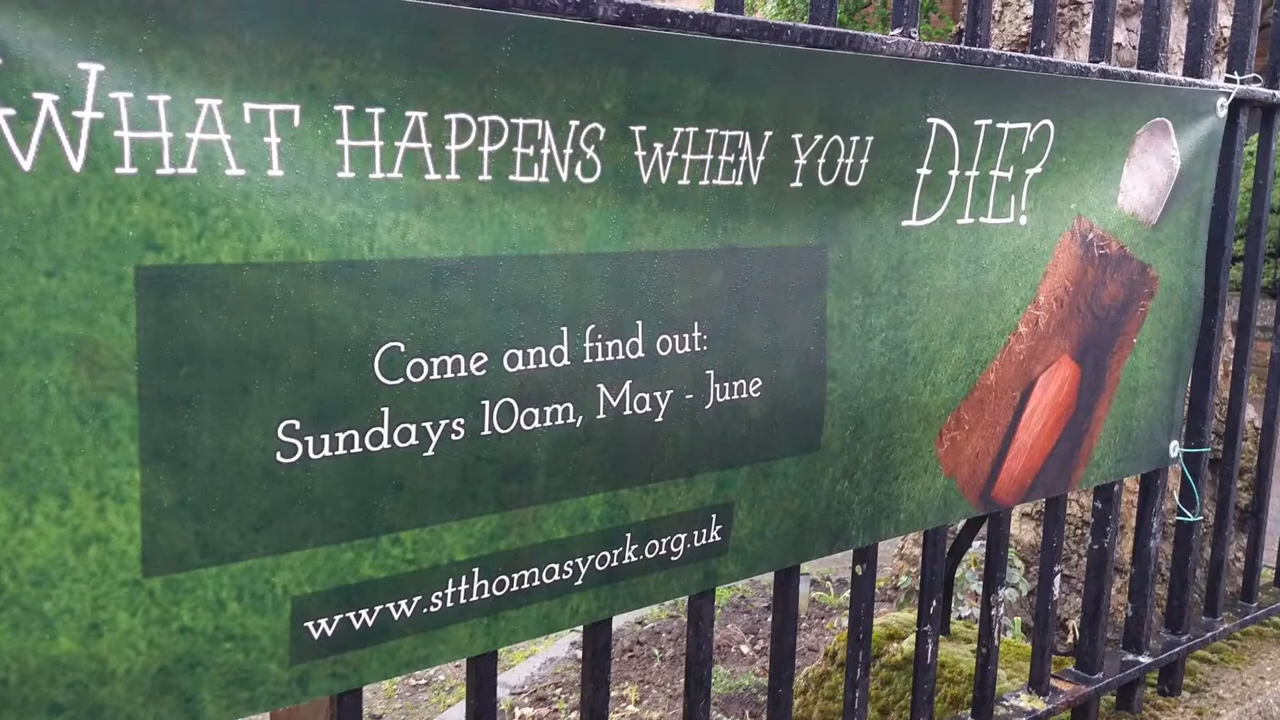 WHAT HAPPENS WHEN YOU DIE?
Come and find out:
Sundays 10am, May - June
www.stthomasyork.org.uk